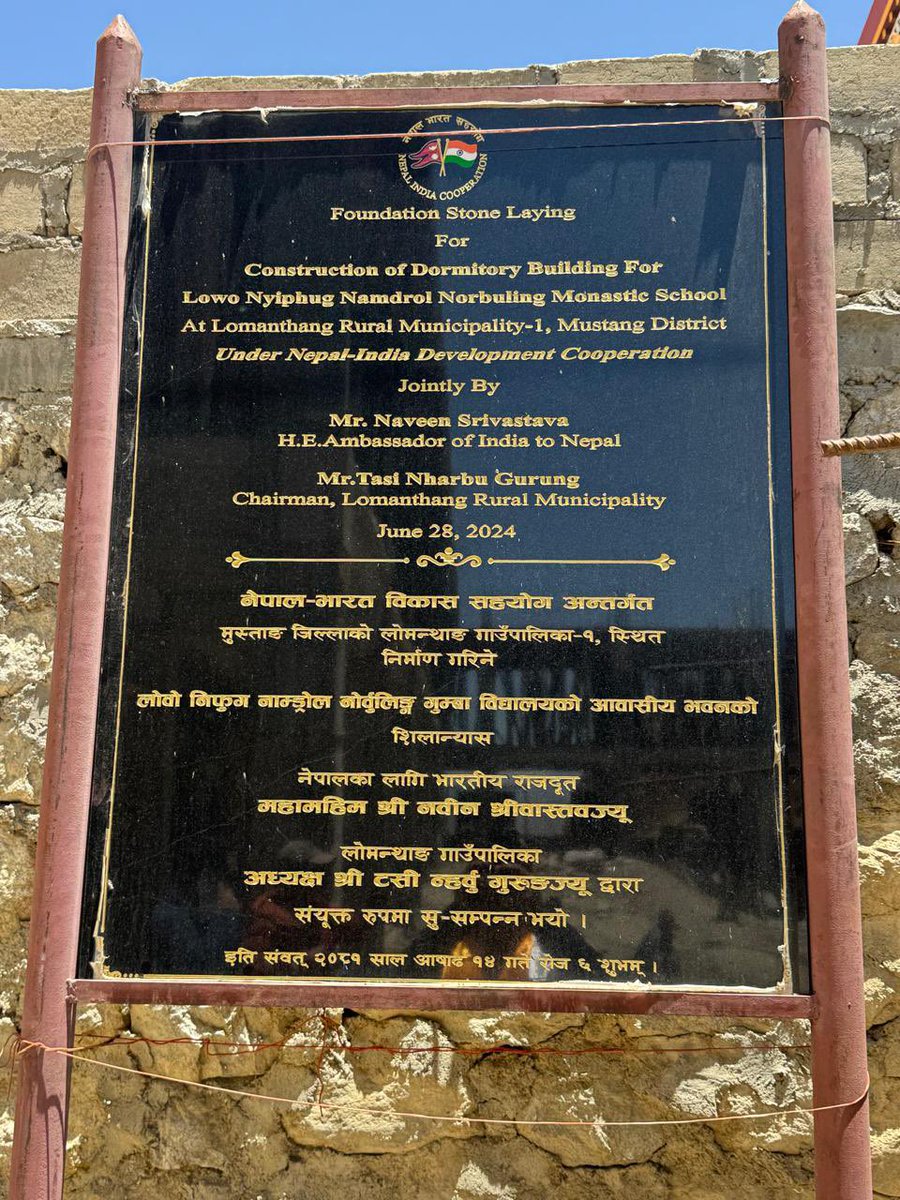 नेपाल भारत सहयोग
NEPAL INDIA COOPERATION
Foundation Stone Laying
For
Construction of Dormitory Building For
Lowo Nyiphug Namdrol Norbuling Monastic School
At Lomanthang Rural Municipality-1, Mustang District
Under Nepal-India Development Cooperation
Jointly By
Mr. Naveen Srivastava
H.E.Ambassador of India to Nepal
Mr.Tasi Nharbu Gurung
Chairman, Lomanthang Rural Municipality
June 28, 2024
नेपाल-भारत विकास सहयोग अन्तर्गत
मुस्ताङ जिल्लाको लोमन्थाङ गाउँपालिका-१, स्थित
निर्माण गरिने
लोवो निफुग नाम्ड्रोल नोर्वुलिङ्ग गुम्बा विद्यालयको आवासीय भवनको
शिलान्यास
नेपालका लागि भारतीय राजदूत
महामहिम श्री नवीन श्रीवास्तवज्यू
लोमन्थाङ गाउँपालिका
अध्यक्ष श्री टसी न्हर्वु गुरुङज्यू द्वारा
संयूक्त रुपमा सु-सम्पन्न भयो ।
इति संवत् २०८१ साल आषाढ १४ गते रोज ६ शुभम् ।